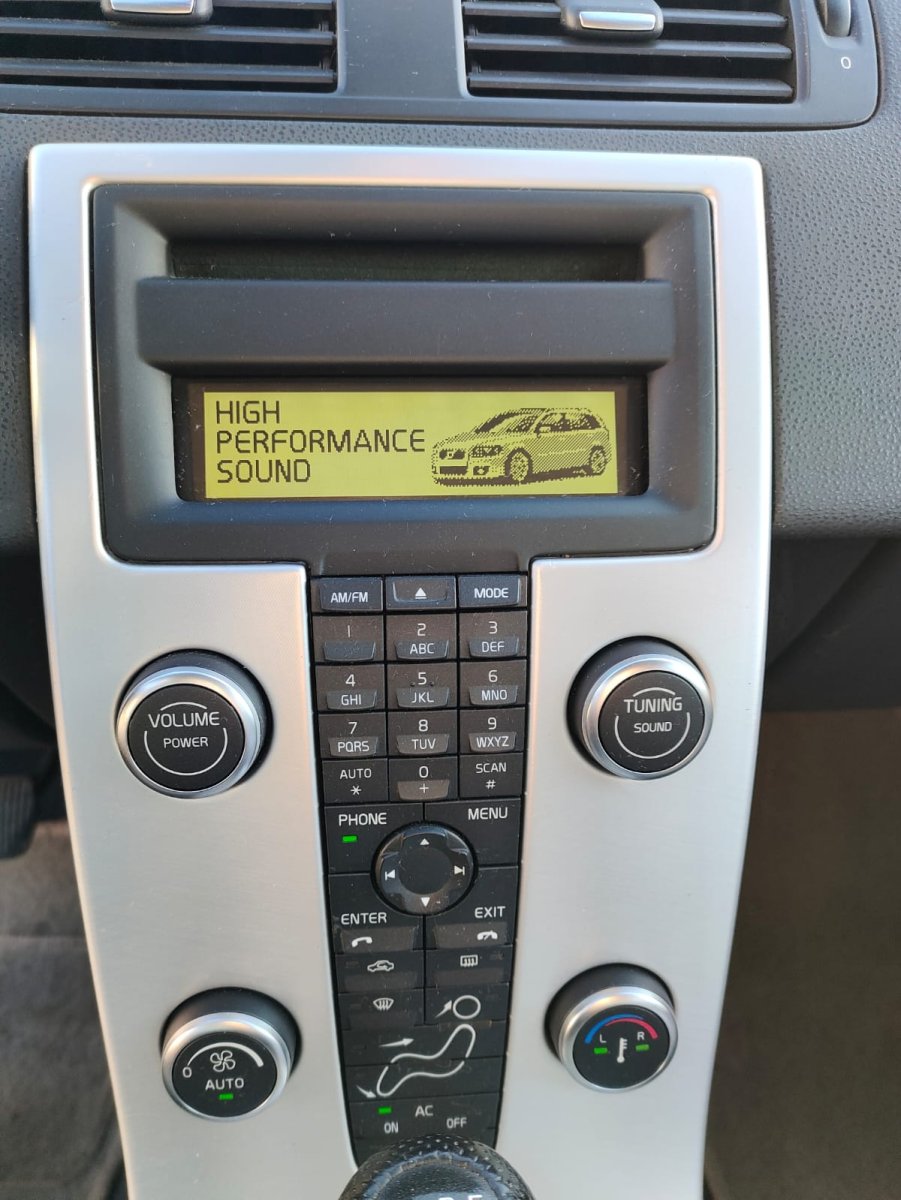 0
HIGH
PERFORMANCE
SOUND
AM/FM
MODE
1
2
3
ABC
DEF
4
5
6
GHI
JKL
MNO
7
8
9
PQRS
TUV
WXYZ
AUTO
0
SCAN
*
+
#
VOLUME
POWER
TUNING
SOUND
PHONE
MENU
ENTER
EXIT
0
AUTO
L
R
AC
ON
OFF